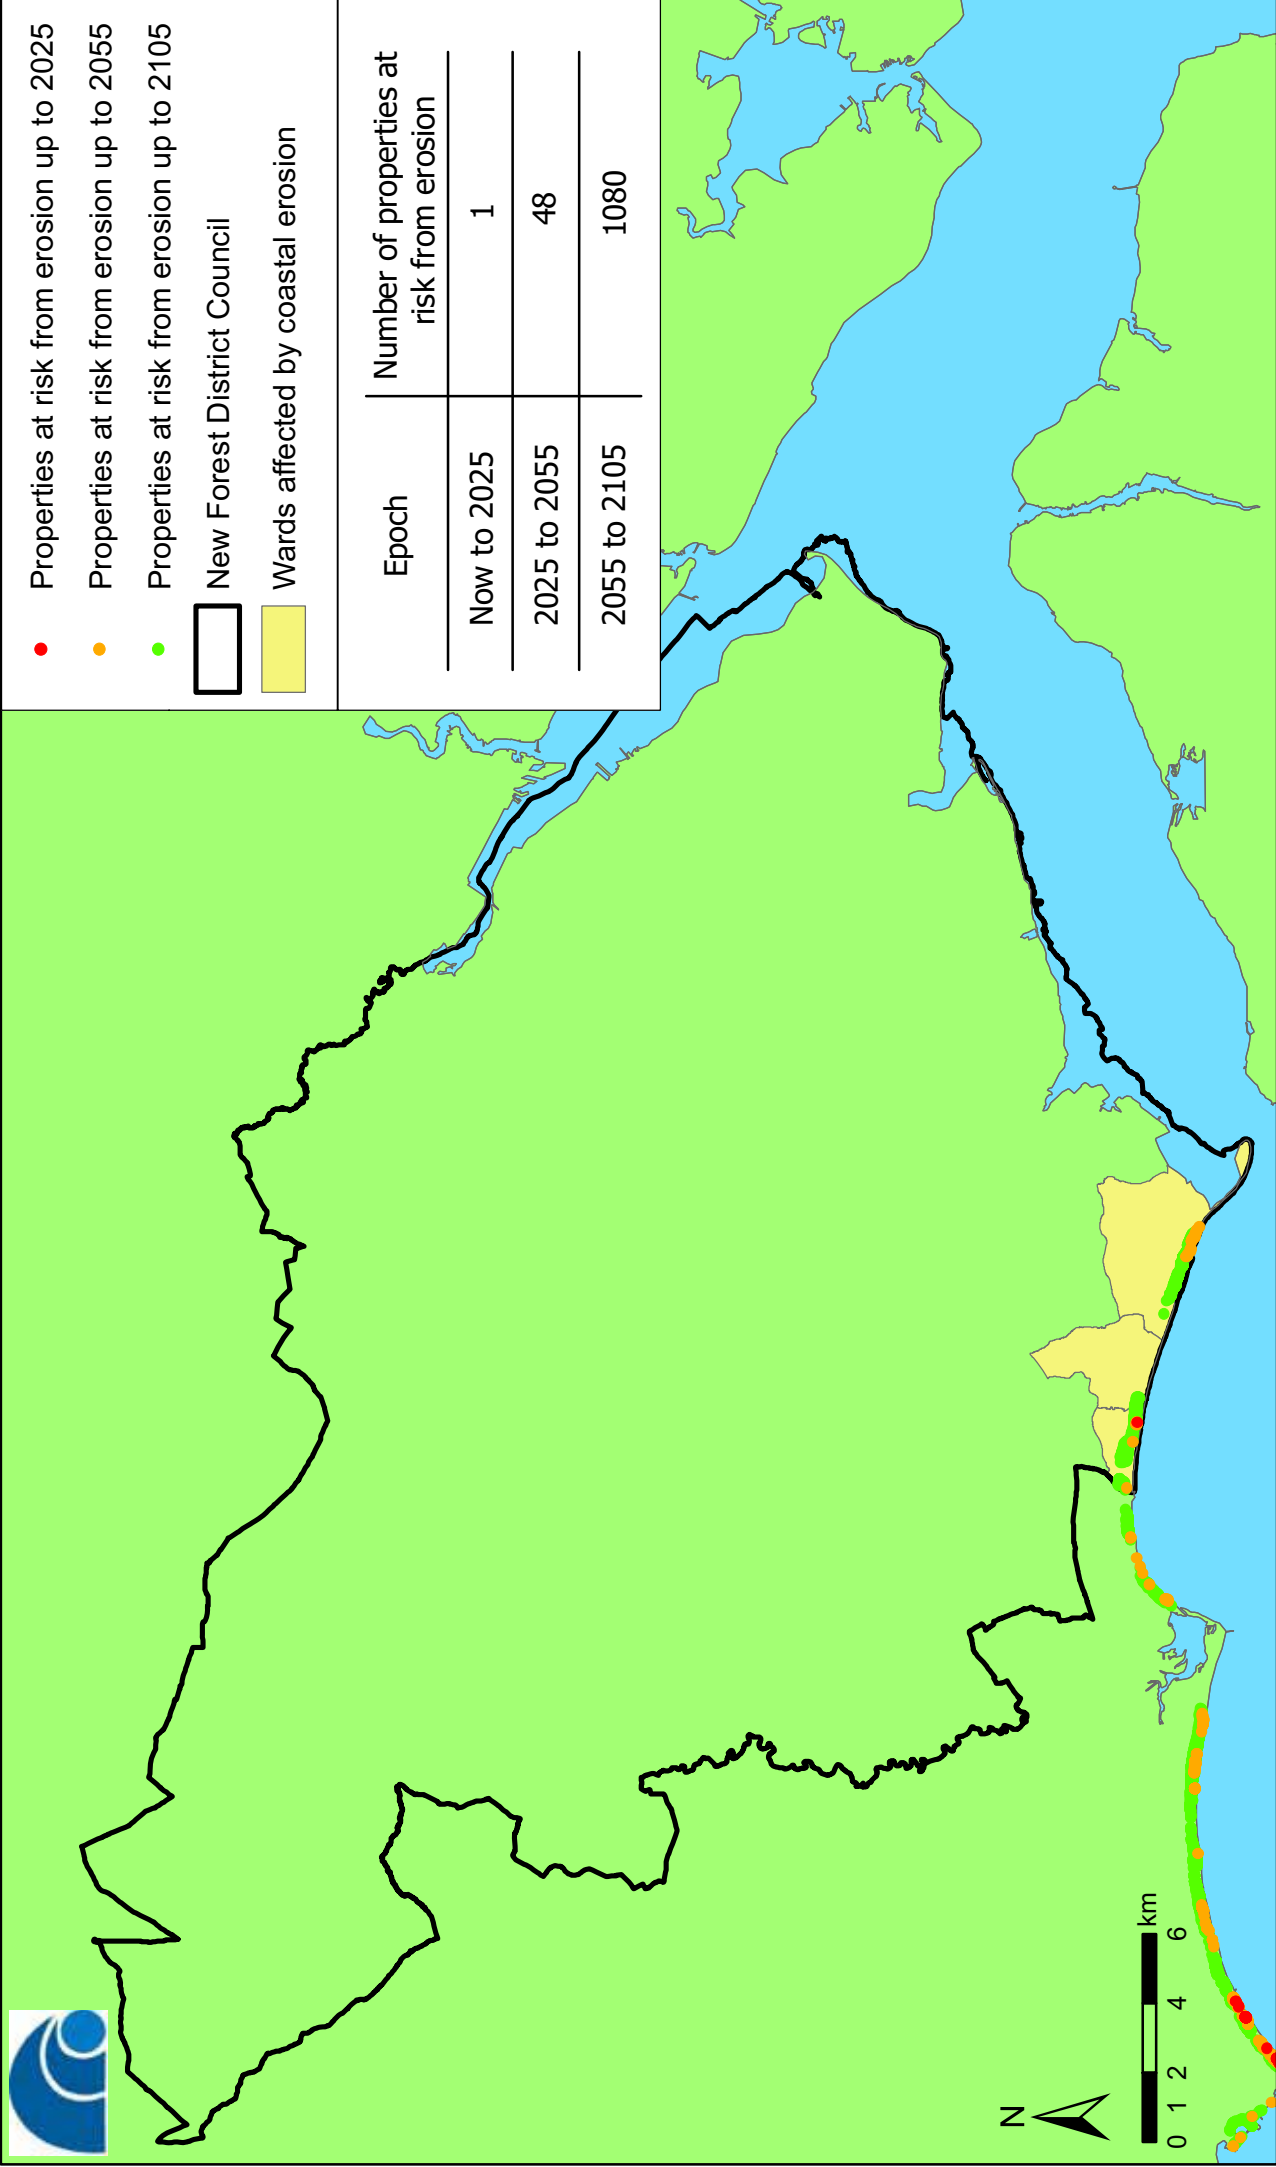 Properties at risk from erosion up to 2025
Properties at risk from erosion up to 2055
Properties at risk from erosion up to 2105
New Forest District Council
Wards affected by coastal erosion
Epoch Number of properties at
risk from erosion
Now to 2025 1
2025 to 2055 48
2055 to 2105 1080
N
km
0 1 2 4 6